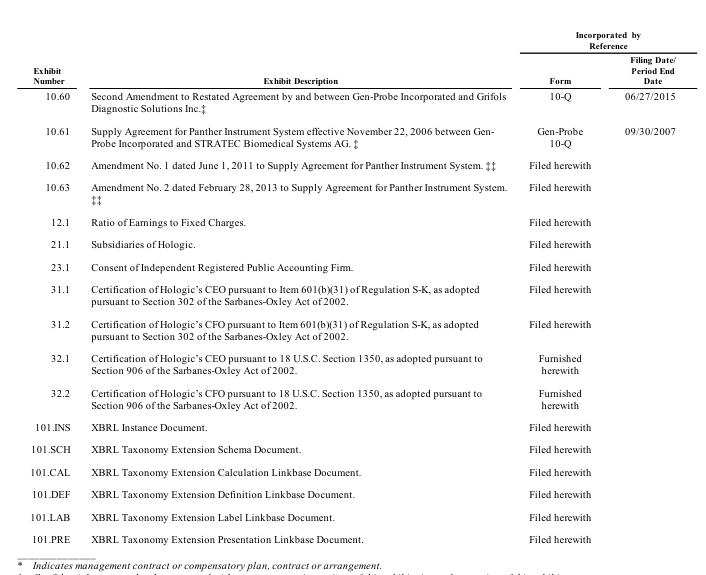 Incorporated by
Reference
Exhibit
Number
Exhibit Description
Form
Filing Date/
Period End
Date
10.60 Second Amendment to Restated Agreement by and between Gen-Probe Incorporated and Grifols 10-Q 06/27/2015
Diagnostic Solutions Inc.‡
10.61 Supply Agreement for Panther Instrument System effective November 22, 2006 between Gen- Gen-Probe 09/30/2007
Probe Incorporated and STRATEC Biomedical Systems AG. ‡ 10-Q
10.62 Amendment No. 1 dated June 1, 2011 to Supply Agreement for Panther Instrument System. ‡‡ Filed herewith
10.63 Amendment No. 2 dated February 28, 2013 to Supply Agreement for Panther Instrument System. Filed herewith
‡‡
12.1 Ratio of Earnings to Fixed Charges. Filed herewith
21.1 Subsidiaries of Hologic. Filed herewith
23.1 Consent of Independent Registered Public Accounting Firm. Filed herewith
31.1 Certification of Hologic's CEO pursuant to Item 601(b)(31) of Regulation S-K, as adopted Filed herewith
pursuant to Section 302 of the Sarbanes-Oxley Act of 2002.
31.2 Certification of Hologic's CFO pursuant to Item 601(b)(31) of Regulation S-K, as adopted Filed herewith
pursuant to Section 302 of the Sarbanes-Oxley Act of 2002.
32.1 Certification of Hologic's CEO pursuant to 18 U.S.C. Section 1350, as adopted pursuant to Furnished
Section 906 of the Sarbanes-Oxley Act of 2002. herewith
32.2 Certification of Hologic's CFO pursuant to 18 U.S.C. Section 1350, as adopted pursuant to Furnished
Section 906 of the Sarbanes-Oxley Act of 2002. herewith
101.INS XBRL Instance Document. Filed herewith
101.SCH XBRL Taxonomy Extension Schema Document. Filed herewith
101.CAL XBRL Taxonomy Extension Calculation Linkbase Document. Filed herewith
101.DEF XBRL Taxonomy Extension Definition Linkbase Document. Filed herewith
101.LAB XBRL Taxonomy Extension Label Linkbase Document. Filed herewith
101.PRE XBRL Taxonomy Extension Presentation Linkbase Document. Filed herewith
* Indicates management contract or compensatory plan, contract or arrangement.